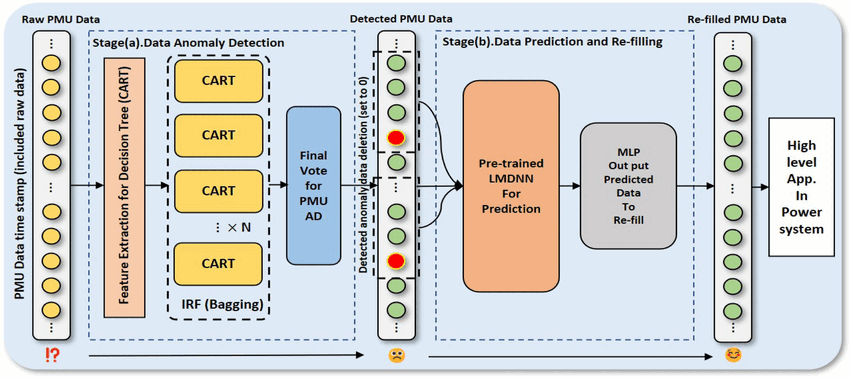 Raw PMU Data
Detected PMU Data
Re-filled PMU Data
Stage(a).Data Anomaly Detection
Stage(b).Data Prediction and Re-filling
PMU Data time stamp (included raw data)
Feature Extraction for Decision Tree (CART)
CART
CART
CART
⋮ × N
CART
IRF (Bagging)
Final
Vote
for
PMU
AD
Detected anomaly data deletion (set to 0)
Pre-trained
LMDNN
For
Prediction
MLP
Out put
Predicted
Data
To
Re-fill
High
level
App.
In
Power
system
!?